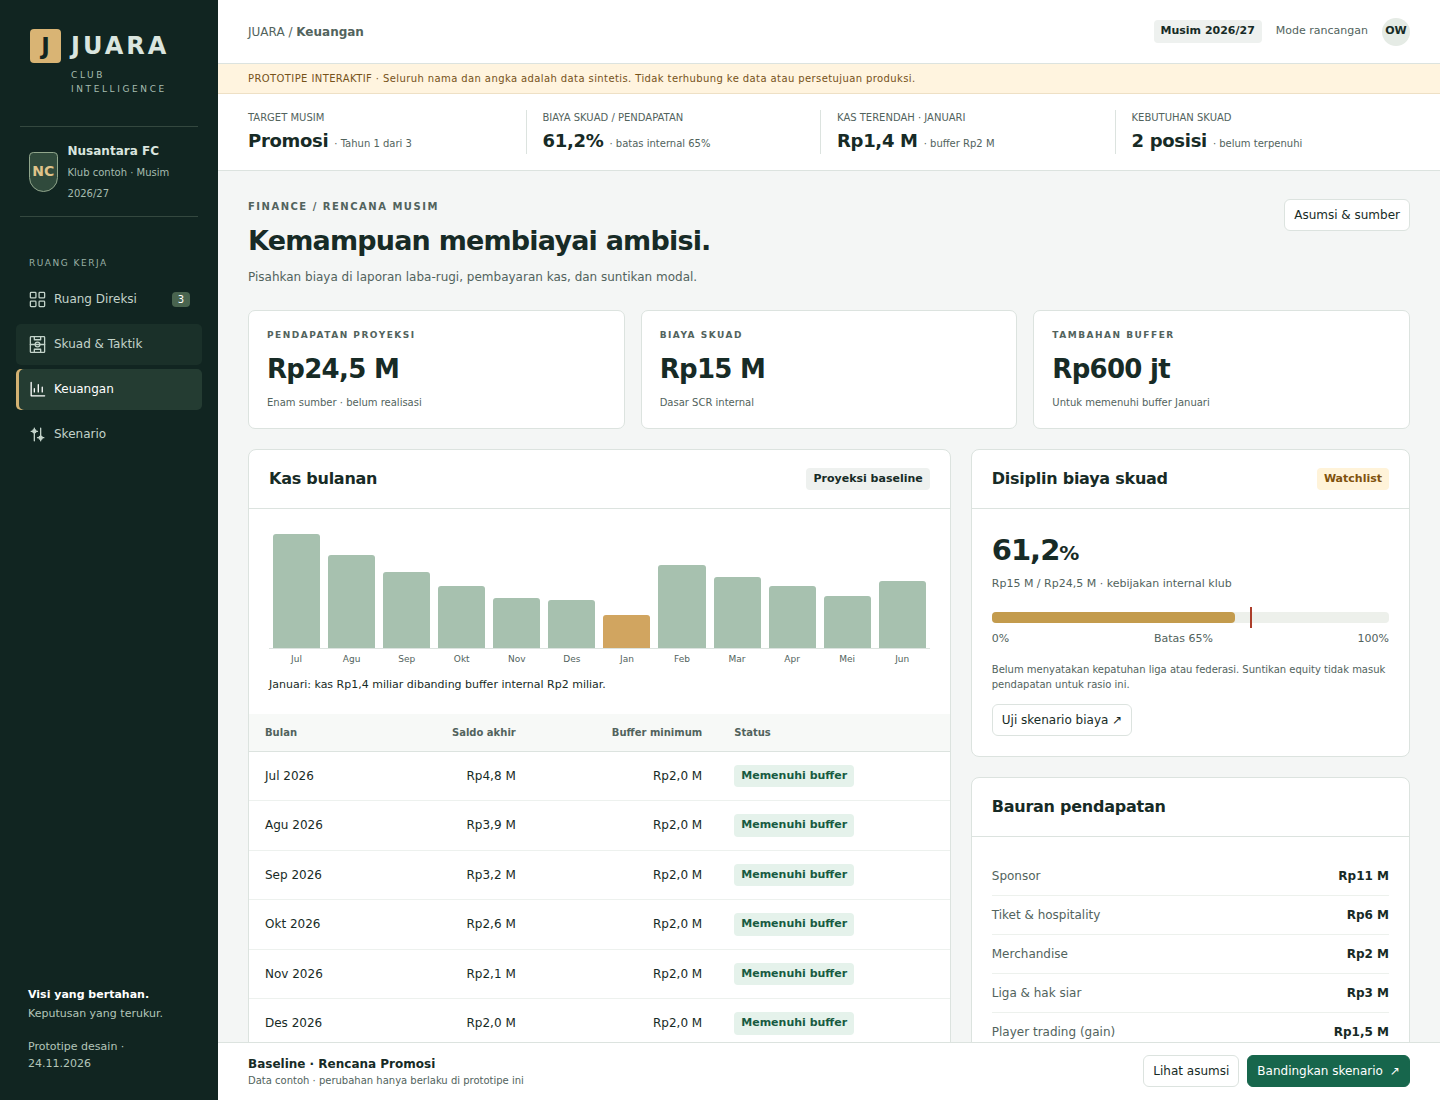 J JUARA
CLUB
INTELLIGENCE
NC
Nusantara FC
Klub contoh · Musim
2026/27
RUANG KERJA
Ruang Direksi 3
Skuad & Taktik
Keuangan
Skenario
Visi yang bertahan.
Keputusan yang terukur.
Prototipe desain ·
24.11.2026
JUARA / Keuangan
Musim 2026/27 Mode rancangan OW
PROTOTIPE INTERAKTIF · Seluruh nama dan angka adalah data sintetis. Tidak terhubung ke data atau persetujuan produksi.
TARGET MUSIM
Promosi · Tahun 1 dari 3
BIAYA SKUAD / PENDAPATAN
61,2% · batas internal 65%
KAS TERENDAH · JANUARI
Rp1,4 M · buffer Rp2 M
KEBUTUHAN SKUAD
2 posisi · belum terpenuhi
FINANCE / RENCANA MUSIM
Kemampuan membiayai ambisi.
Pisahkan biaya di laporan laba-rugi, pembayaran kas, dan suntikan modal.
Asumsi & sumber
PENDAPATAN PROYEKSI
Rp24,5 M
Enam sumber · belum realisasi
BIAYA SKUAD
Rp15 M
Dasar SCR internal
TAMBAHAN BUFFER
Rp600 jt
Untuk memenuhi buffer Januari
Kas bulanan
Proyeksi baseline
Jul Agu Sep Okt Nov Des Jan Feb Mar Apr Mei Jun
Januari: kas Rp1,4 miliar dibanding buffer internal Rp2 miliar.
Bulan Saldo akhir Buffer minimum Status
Jul 2026 Rp4,8 M Rp2,0 M Memenuhi buffer
Agu 2026 Rp3,9 M Rp2,0 M Memenuhi buffer
Sep 2026 Rp3,2 M Rp2,0 M Memenuhi buffer
Okt 2026 Rp2,6 M Rp2,0 M Memenuhi buffer
Nov 2026 Rp2,1 M Rp2,0 M Memenuhi buffer
Des 2026 Rp2,0 M Rp2,0 M Memenuhi buffer
Disiplin biaya skuad
Watchlist
61,2%
Rp15 M / Rp24,5 M · kebijakan internal klub
0% Batas 65% 100%
Belum menyatakan kepatuhan liga atau federasi. Suntikan equity tidak masuk
pendapatan untuk rasio ini.
Uji skenario biaya ↗
Bauran pendapatan
Sponsor Rp11 M
Tiket & hospitality Rp6 M
Merchandise Rp2 M
Liga & hak siar Rp3 M
Player trading (gain) Rp1,5 M
Baseline · Rencana Promosi
Data contoh · perubahan hanya berlaku di prototipe ini
Lihat asumsi
Bandingkan skenario ↗